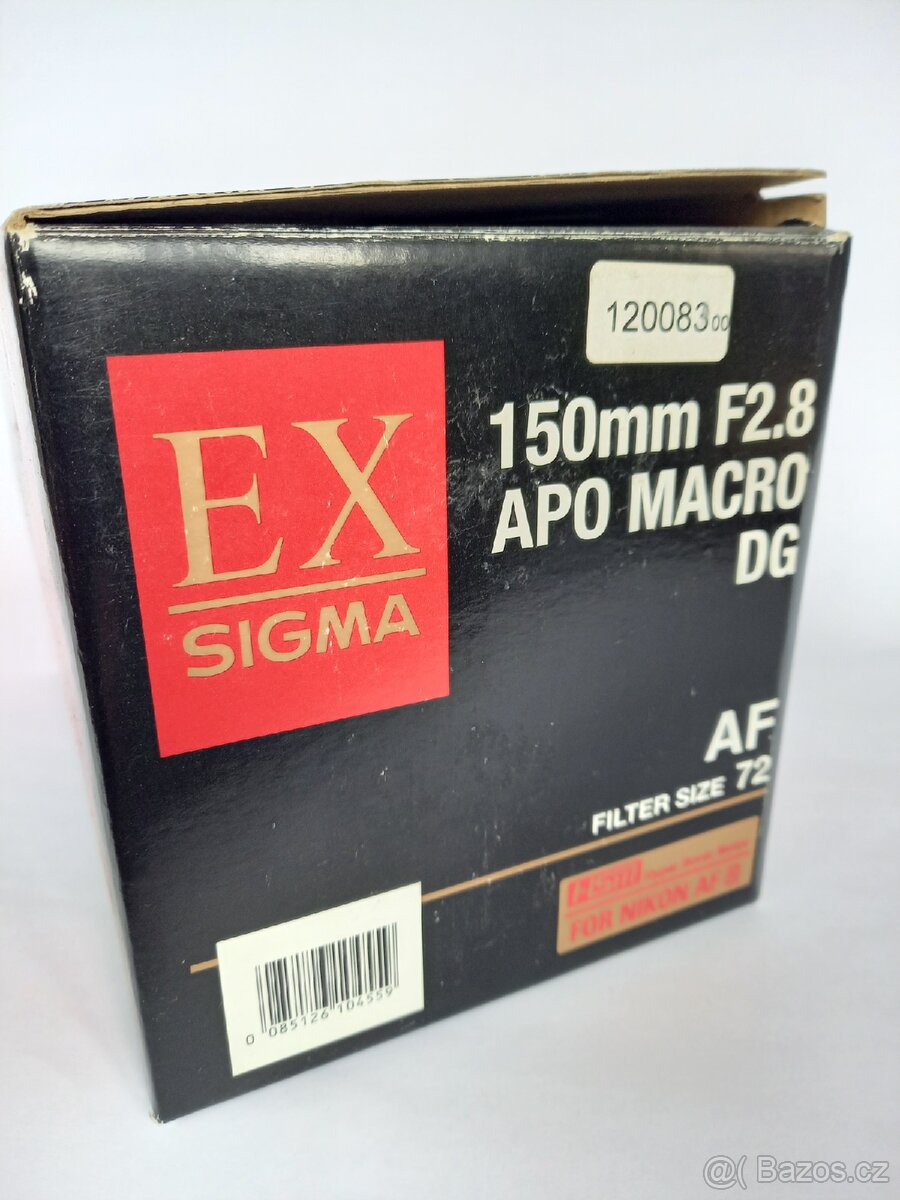 12008300
EX
SIGMA
150mm F2.8
APO MACRO
DG
AF
FILTER SIZE 72
FOR NIKON AF
0 085126 104559
@( Bazos.cz